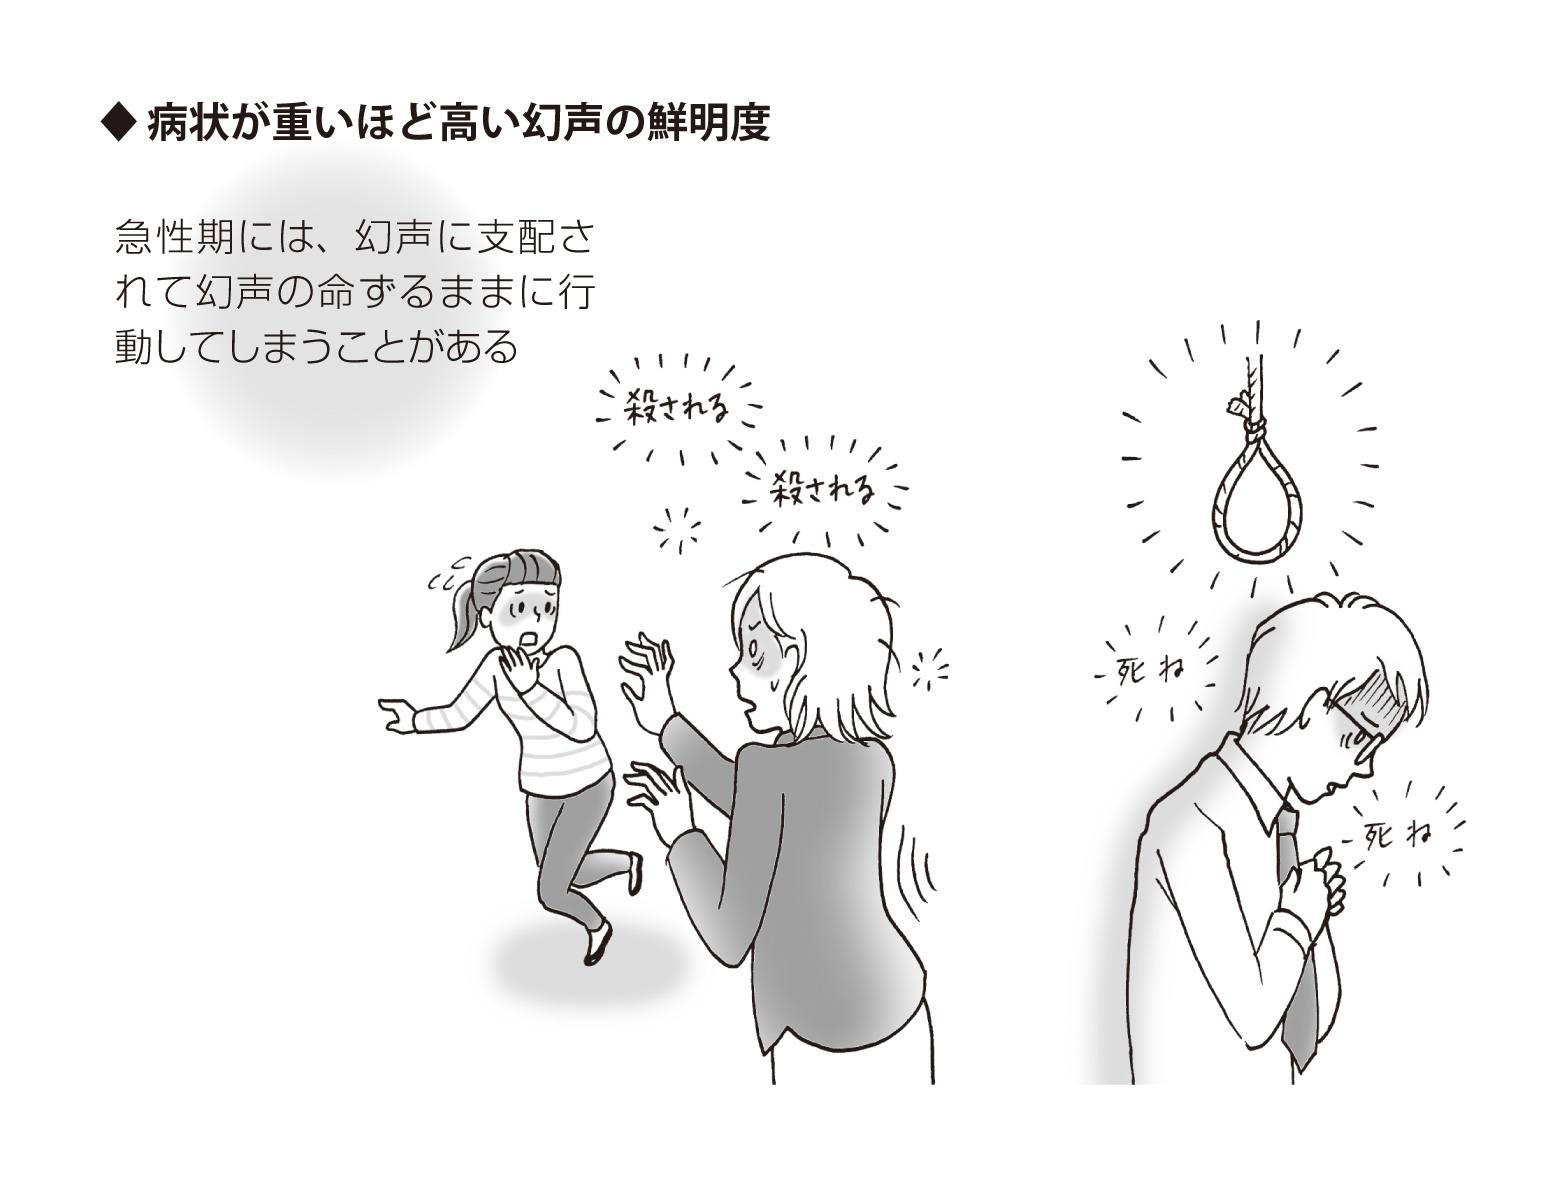 ◆ 病状が重いほど高い幻声の鮮明度
急性期には、幻声に支配さ
れて幻声の命ずるままに行
動してしまうことがある
殺される
殺される
死ね
死ね